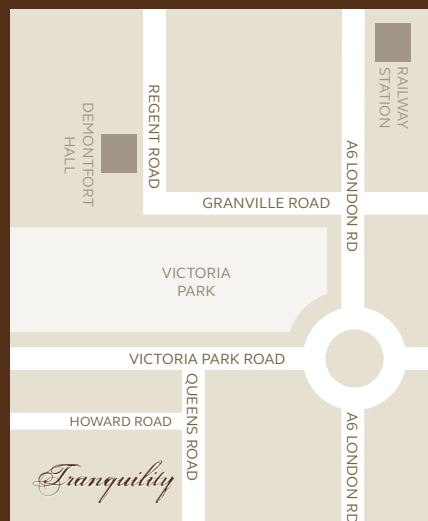 RAILWAY
STATION
REGENT ROAD
DEMONTFORT
HALL
A6 LONDON RD
GRANVILLE ROAD
VICTORIA
PARK
VICTORIA PARK ROAD
QUEENS ROAD
HOWARD ROAD
A6 LONDON RD
Tranquility